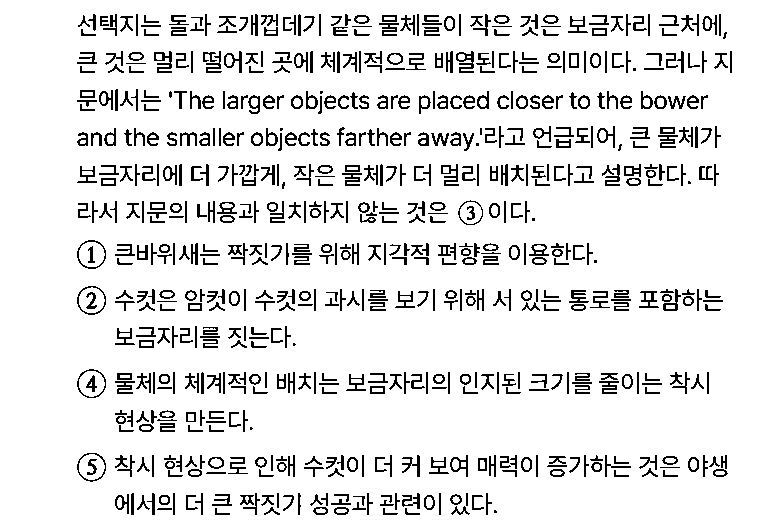 선택지는 돌과 조개껍데기 같은 물체들이 작은 것은 보금자리 근처에,
큰 것은 멀리 떨어진 곳에 체계적으로 배열된다는 의미이다. 그러나 지
문에서는 'The larger objects are placed closer to the bower
and the smaller objects farther away.'라고 언급되어, 큰 물체가
보금자리에 더 가깝게, 작은 물체가 더 멀리 배치된다고 설명한다. 따
라서 지문의 내용과 일치하지 않는 것은 ③이다.
① 큰바위새는 짝짓기를 위해 지각적 편향을 이용한다.
② 수컷은 암컷이 수컷의 과시를 보기 위해 서 있는 통로를 포함하는
보금자리를 짓는다.
④ 물체의 체계적인 배치는 보금자리의 인지된 크기를 줄이는 착시
현상을 만든다.
⑤ 착시 현상으로 인해 수컷이 더 커 보여 매력이 증가하는 것은 야생
에서의 더 큰 짝짓기 성공과 관련이 있다.